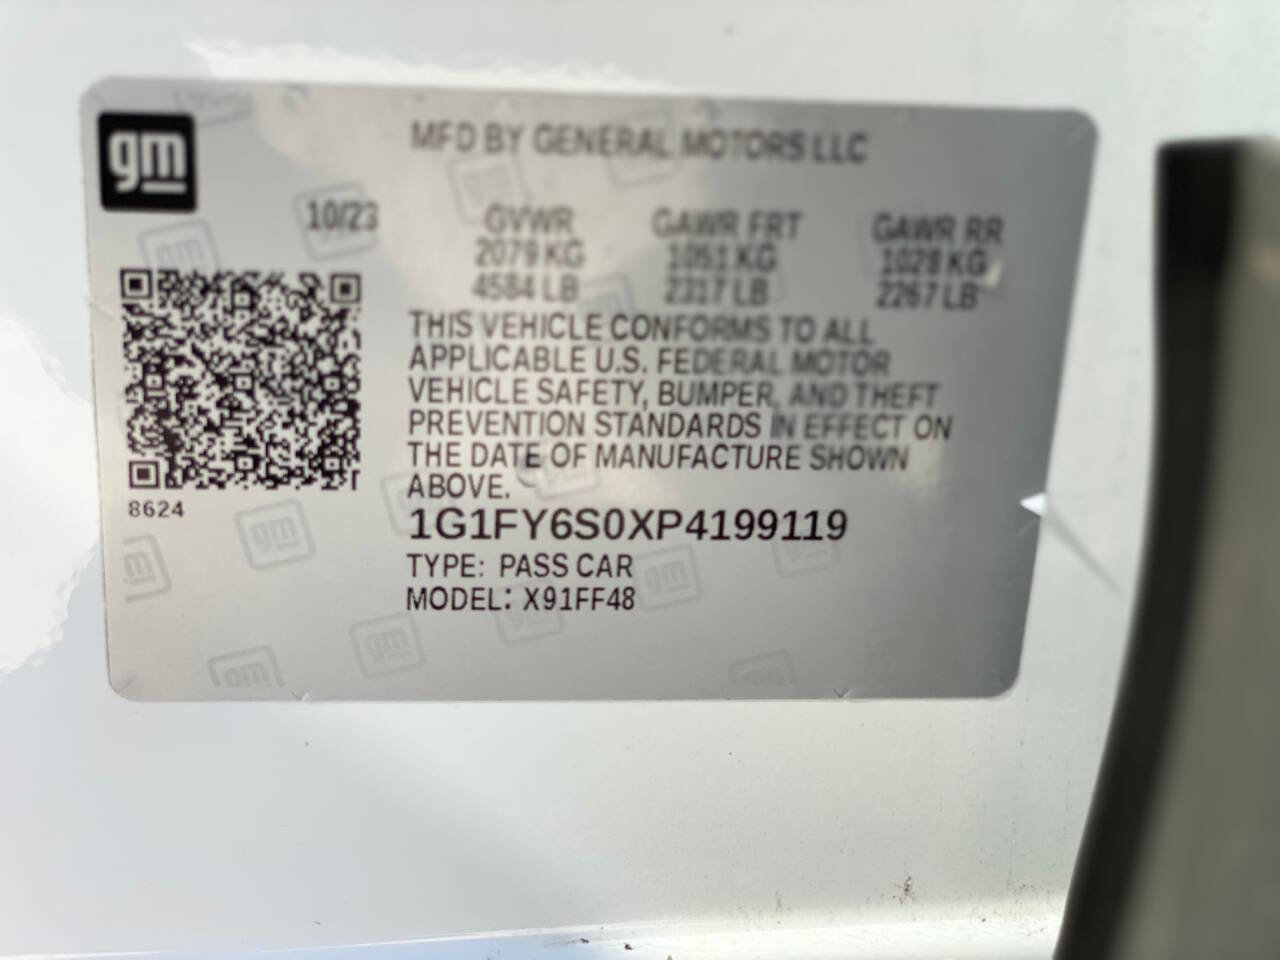 gm
MFD BY GENERAL MOTORS LLC
10/23
GVWR
2079 KG
4584 LB
GAWR FRT
1051 KG
2317 LB
GAWR RR
1028 KG
2267 LB
THIS VEHICLE CONFORMS TO ALL
APPLICABLE U.S. FEDERAL MOTOR
VEHICLE SAFETY, BUMPER, AND THEFT
PREVENTION STANDARDS IN EFFECT ON
THE DATE OF MANUFACTURE SHOWN
ABOVE.
8624
1G1FY6S0XP4199119
TYPE: PASS CAR
MODEL: X91FF48